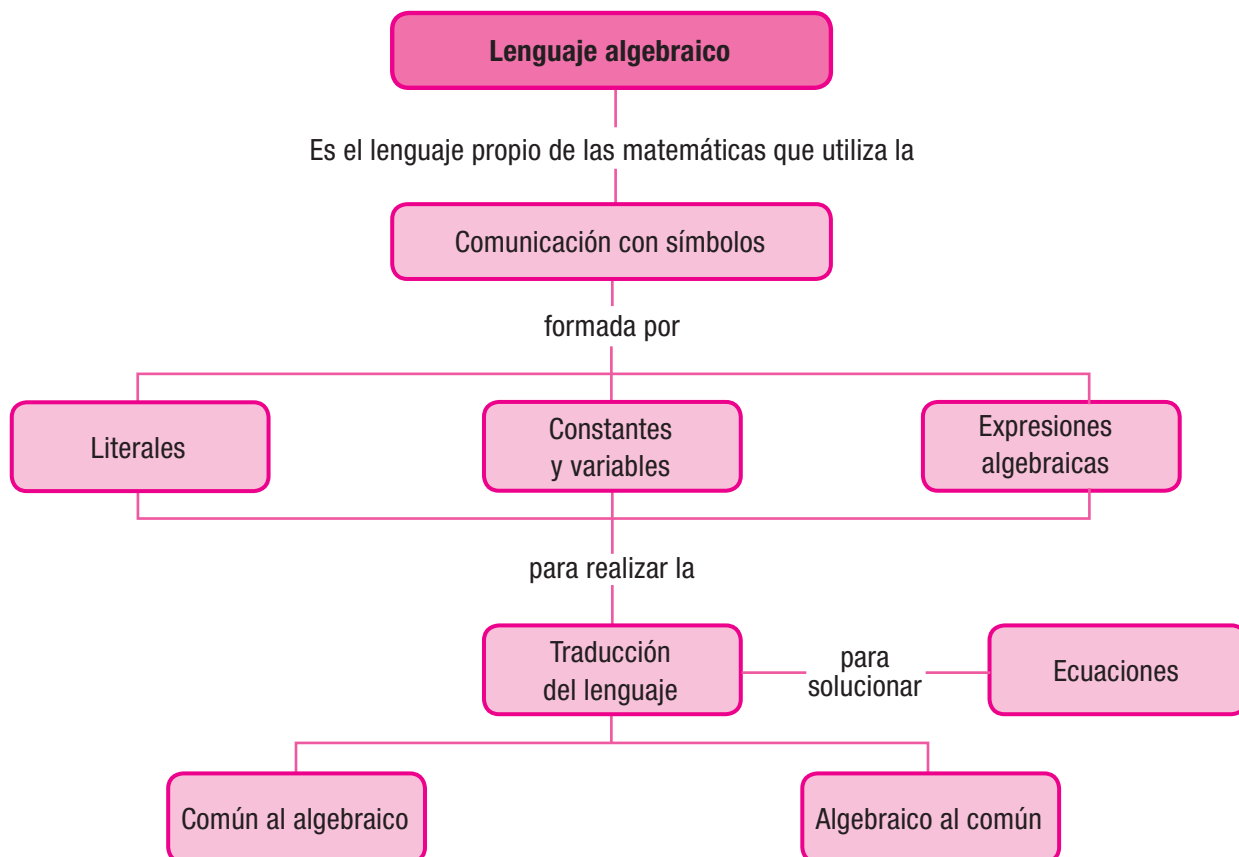 Lenguaje algebraico
Es el lenguaje propio de las matemáticas que utiliza la
Comunicación con símbolos
formada por
Literales
Constantes
y variables
Expresiones
algebraicas
para realizar la
Traducción
del lenguaje
para
solucionar
Ecuaciones
Común al algebraico
Algebraico al común